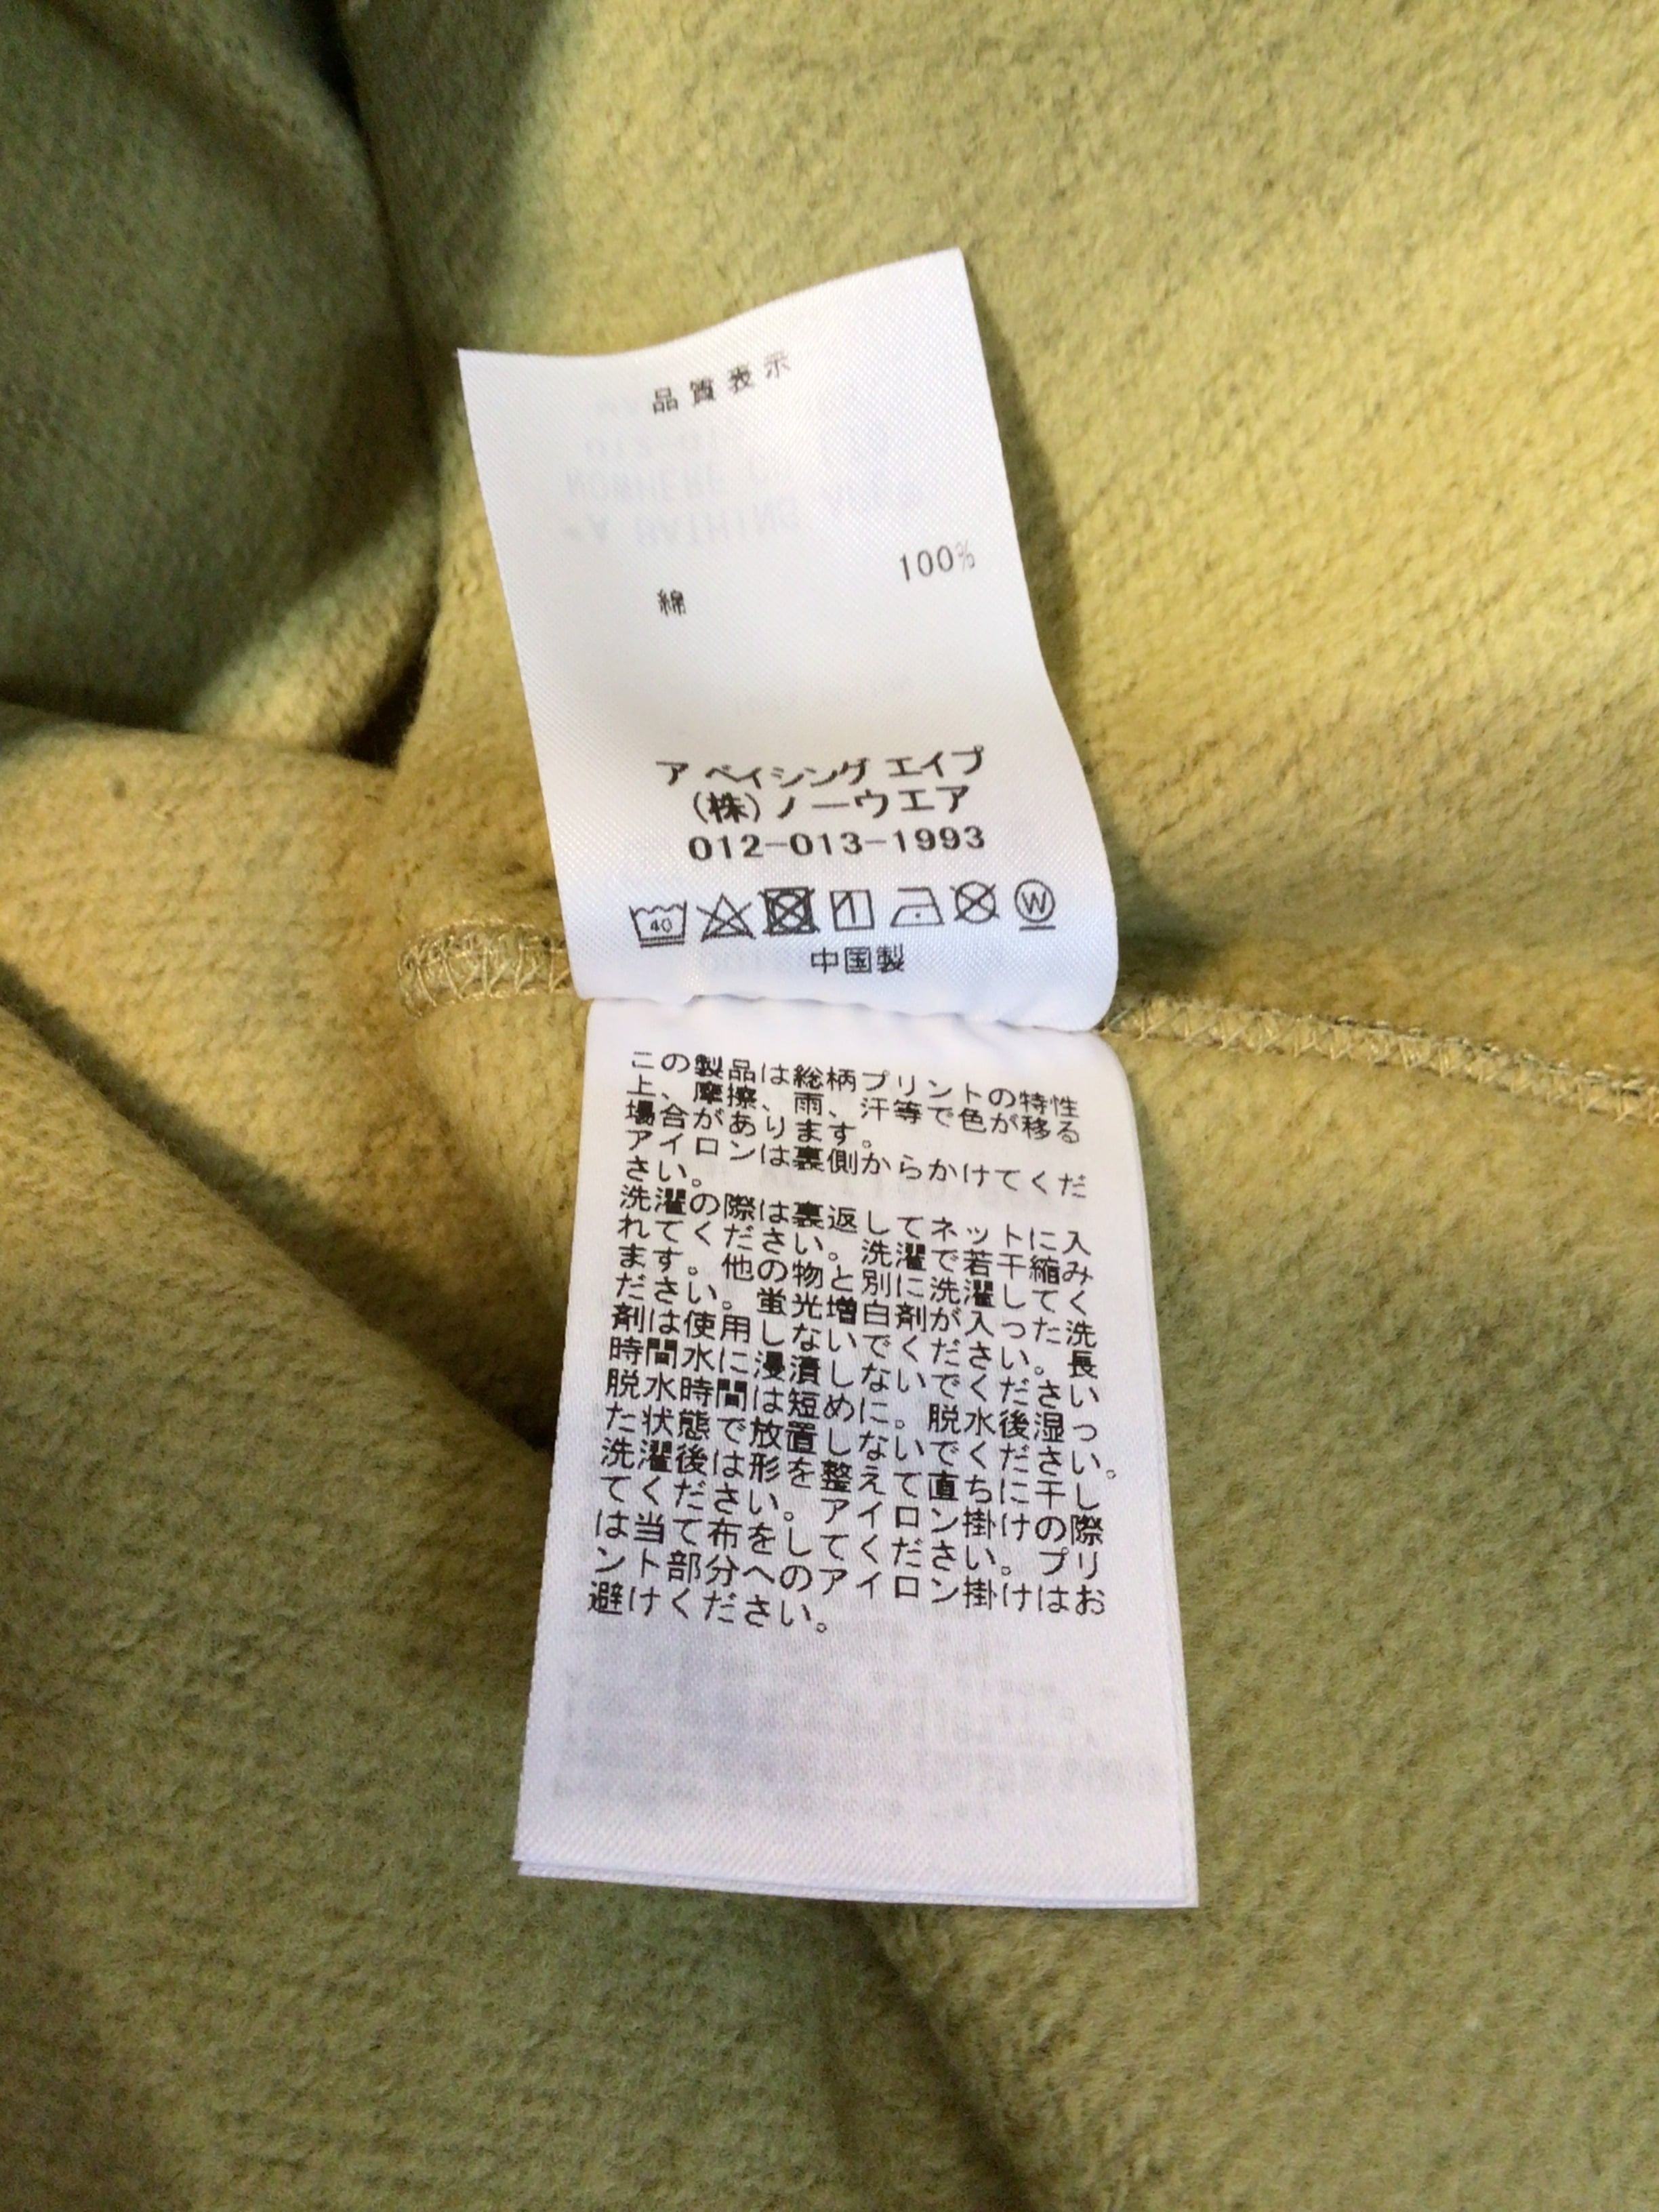 品質表示
綿 100%
ア ベイシング エイプ
(株)ノーウエア
012-013-1993
40 W
中国製
この製品は総柄プリントの特性
上、摩擦、雨、汗等で色が移る
場合があります。
アイロンは裏側からかけてくだ
さい。
洗濯の際は裏返してネットに入
れてください。洗濯で若干縮み
ます。他の物と別に洗濯してく
ださい。蛍光増白剤が入った洗
剤は使用しないでください。長
時間水に浸漬しないでください
脱水時間は短めに。脱水後湿っ
た状態で放置しないでください。
洗濯後は形を整えて直ちに干し
てください。アイロン掛けの際
は当て布をしてください。プリ
ント部分へのアイロン掛けはお
避けください。